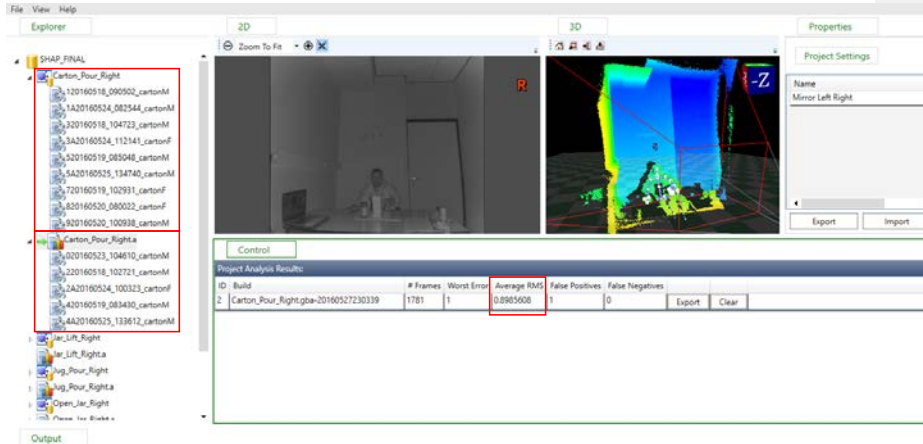 File View Help
Explorer
2D
3D
Properties
Zoom To Fit
Project Settings
R
-Z
Name
Mirror Left Right
Export
Import
SHAP_FINAL
Carton_Pour_Right
120160518_090502_cartonM
1A20160524_082544_cartonM
320160518_104723_cartonM
3A20160524_112141_cartonF
520160519_085048_cartonM
5A20160525_134740_cartonM
720160519_102931_cartonF
820160520_080022_cartonF
920160520_100938_cartonM
Carton_Pour_Right.a
020160523_104610_cartonM
220160518_102721_cartonM
2A20160524_100323_cartonF
420160519_083430_cartonM
4A20160525_133612_cartonM
Jar_Lift_Right
Jar_Lift_Right.a
Jug_Pour_Right
Jug_Pour_Right.a
Open_Jar_Right
Open_Jar_Right.a
Control
Project Analysis Results:
ID Build # Frames Worst Error Average RMS False Positives False Negatives
2 Carton_Pour_Right.gba-20160527230339 1781 1 0.8985608 1 0 Export Clear
Output